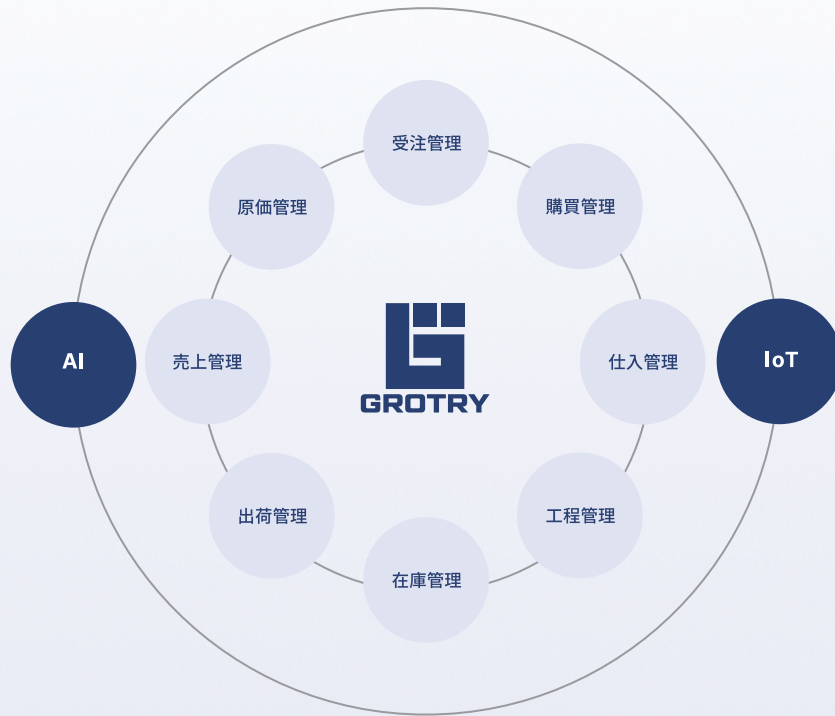 受注管理
原価管理
購買管理
AI
売上管理
GROTRY
仕入管理
IoT
出荷管理
工程管理
在庫管理